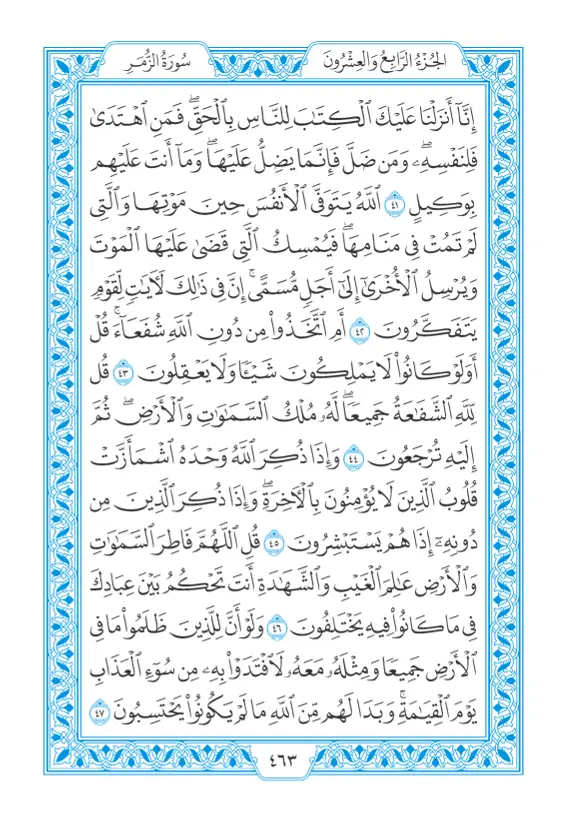 الجُزْءُ الرَّابِعُ وَالعِشْرُونَ
سُورَةُ الزُّمَرِ
إِنَّآ أَنزَلْنَا عَلَيْكَ ٱلْكِتَٰبَ لِلنَّاسِ بِٱلْحَقِّۖ فَمَنِ ٱهْتَدَىٰ
فَلِنَفْسِهِۦۖ وَمَن ضَلَّ فَإِنَّمَا يَضِلُّ عَلَيْهَاۖ وَمَآ أَنتَ عَلَيْهِم
بِوَكِيلٍ ٤١ ٱللَّهُ يَتَوَفَّى ٱلْأَنفُسَ حِينَ مَوْتِهَا وَٱلَّتِى
لَمْ تَمُتْ فِى مَنَامِهَاۖ فَيُمْسِكُ ٱلَّتِى قَضَىٰ عَلَيْهَا ٱلْمَوْتَ
وَيُرْسِلُ ٱلْأُخْرَىٰٓ إِلَىٰٓ أَجَلٍ مُّسَمًّىۚ إِنَّ فِى ذَٰلِكَ لَءَايَٰتٍ لِّقَوْمٍ
يَتَفَكَّرُونَ ٤٢ أَمِ ٱتَّخَذُوا۟ مِن دُونِ ٱللَّهِ شُفَعَآءَۚ قُلْ
أَوَلَوْ كَانُوا۟ لَا يَمْلِكُونَ شَيْـًٔا وَلَا يَعْقِلُونَ ٤٣ قُل
لِّلَّهِ ٱلشَّفَٰعَةُ جَمِيعًاۖ لَّهُۥ مُلْكُ ٱلسَّمَٰوَٰتِ وَٱلْأَرْضِۖ ثُمَّ
إِلَيْهِ تُرْجَعُونَ ٤٤ وَإِذَا ذُكِرَ ٱللَّهُ وَحْدَهُ ٱشْمَأَزَّتْ
قُلُوبُ ٱلَّذِينَ لَا يُؤْمِنُونَ بِٱلْءَاخِرَةِۖ وَإِذَا ذُكِرَ ٱلَّذِينَ مِن
دُونِهِۦٓ إِذَا هُمْ يَسْتَبْشِرُونَ ٤٥ قُلِ ٱللَّهُمَّ فَاطِرَ ٱلسَّمَٰوَٰتِ
وَٱلْأَرْضِ عَٰلِمَ ٱلْغَيْبِ وَٱلشَّهَٰدَةِ أَنتَ تَحْكُمُ بَيْنَ عِبَادِكَ
فِى مَا كَانُوا۟ فِيهِ يَخْتَلِفُونَ ٤٦ وَلَوْ أَنَّ لِلَّذِينَ ظَلَمُوا۟ مَا فِى
ٱلْأَرْضِ جَمِيعًا وَمِثْلَهُۥ مَعَهُۥ لَٱفْتَدَوْا۟ بِهِۦ مِن سُوٓءِ ٱلْعَذَابِ
يَوْمَ ٱلْقِيَٰمَةِۚ وَبَدَا لَهُم مِّنَ ٱللَّهِ مَا لَمْ يَكُونُوا۟ يَحْتَسِبُونَ ٤٧
٤٦٣